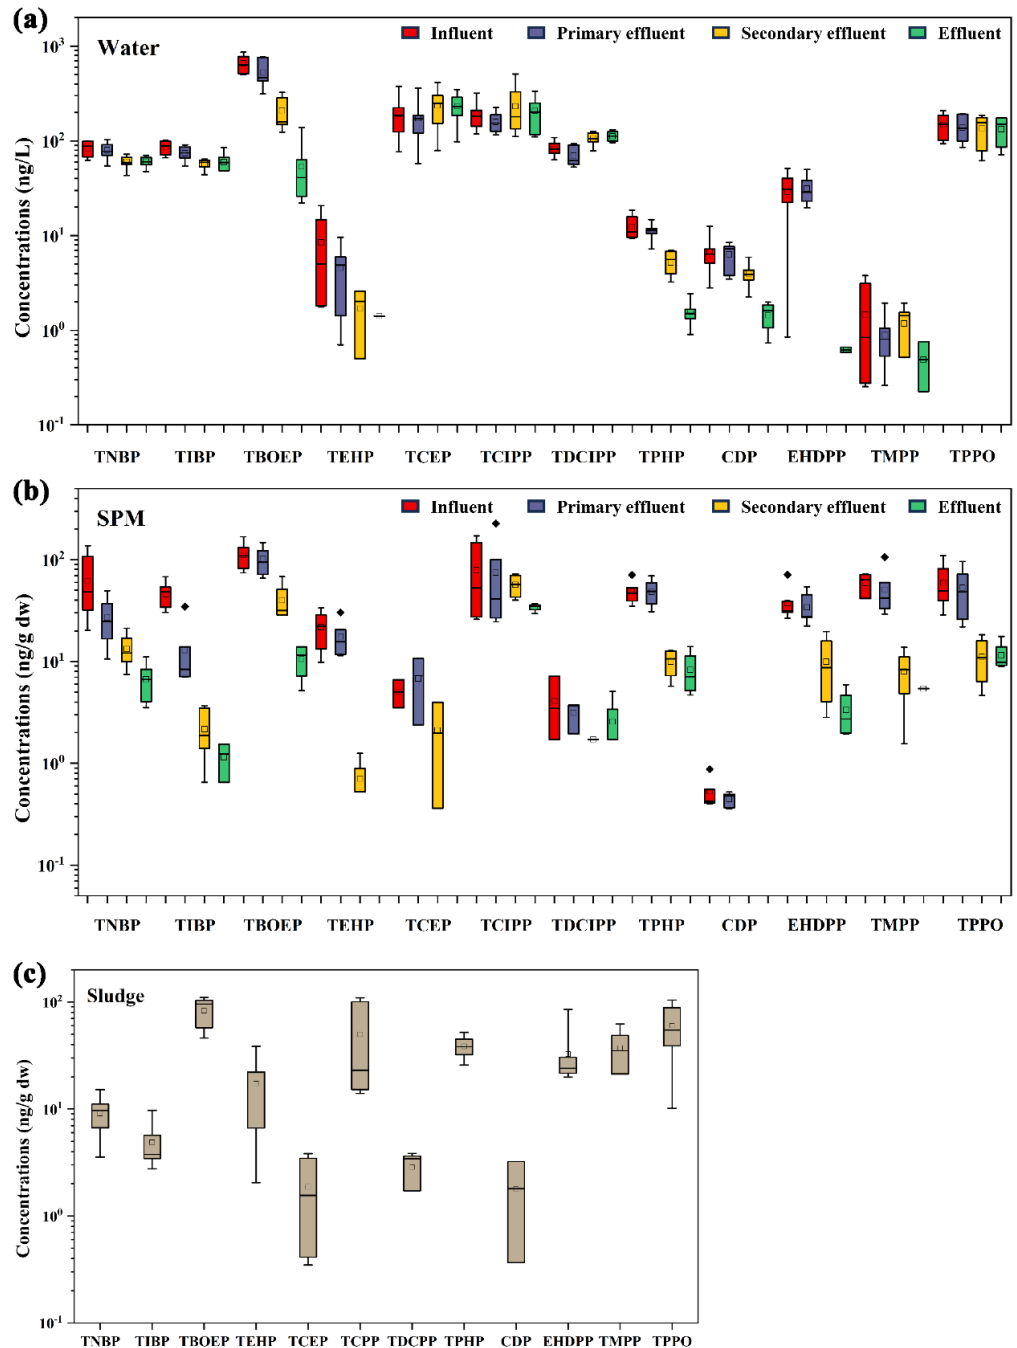 (a)
Water
Influent Primary effluent Secondary effluent Effluent
Concentrations (ng/L)
10³
10²
10¹
10⁰
10⁻¹
TNBP TIBP TBOEP TEHP TCEP TCIPP TDCIPP TPHP CDP EHDPP TMPP TPPO
(b)
SPM
Influent Primary effluent Secondary effluent Effluent
Concentrations (ng/g dw)
10²
10¹
10⁰
10⁻¹
TNBP TIBP TBOEP TEHP TCEP TCIPP TDCIPP TPHP CDP EHDPP TMPP TPPO
(c)
Sludge
Concentrations (ng/g dw)
10²
10¹
10⁰
10⁻¹
TNBP TIBP TBOEP TEHP TCEP TCPP TDCPP TPHP CDP EHDPP TMPP TPPO